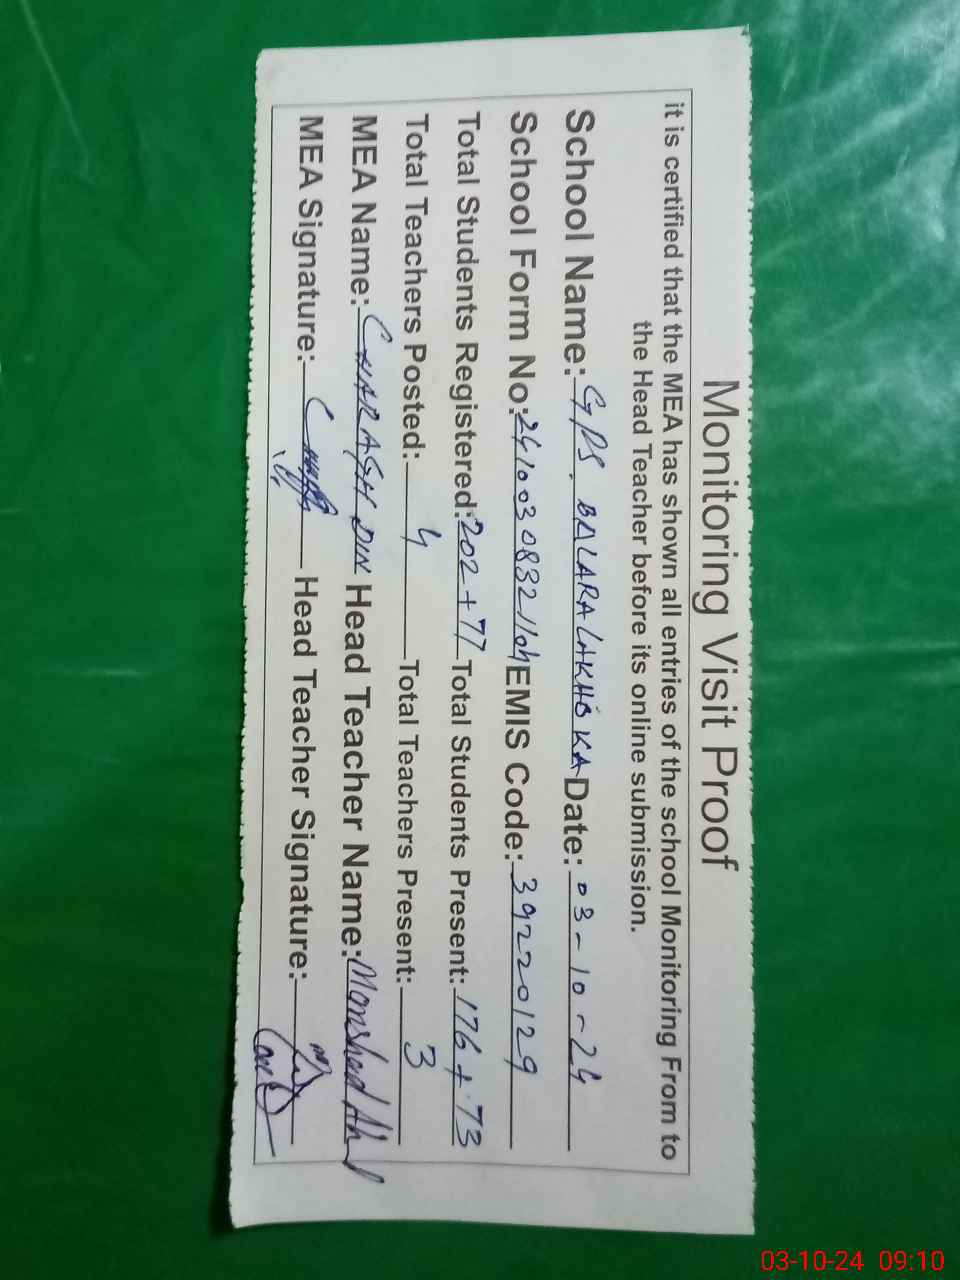 Monitoring Visit Proof
it is certified that the MEA has shown all entries of the school Monitoring From to
the Head Teacher before its online submission.
School Name: GPS. BALARA LAKHO KA Date: 03-10-24
School Form No: 241003083211 EMIS Code: 39220129
Total Students Registered: 202+77 Total Students Present: 176+73
Total Teachers Posted: 4 Total Teachers Present: 3
MEA Name: CHARAGH DIN Head Teacher Name:
MEA Signature: Head Teacher Signature:
03-10-24 09:10